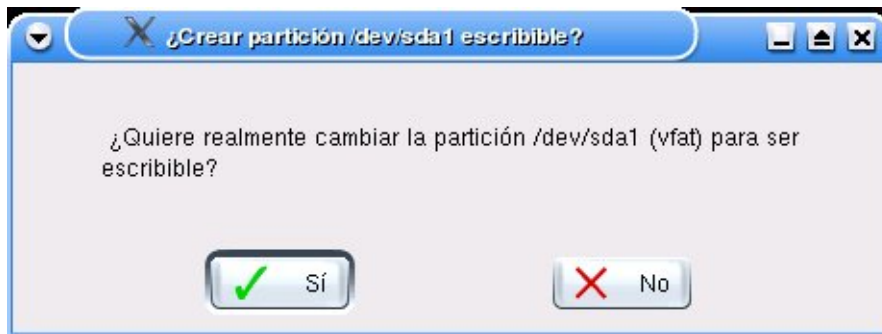 ¿Crear partición /dev/sda1 escribible?
¿Quiere realmente cambiar la partición /dev/sda1 (vfat) para ser
escribible?
Sí No